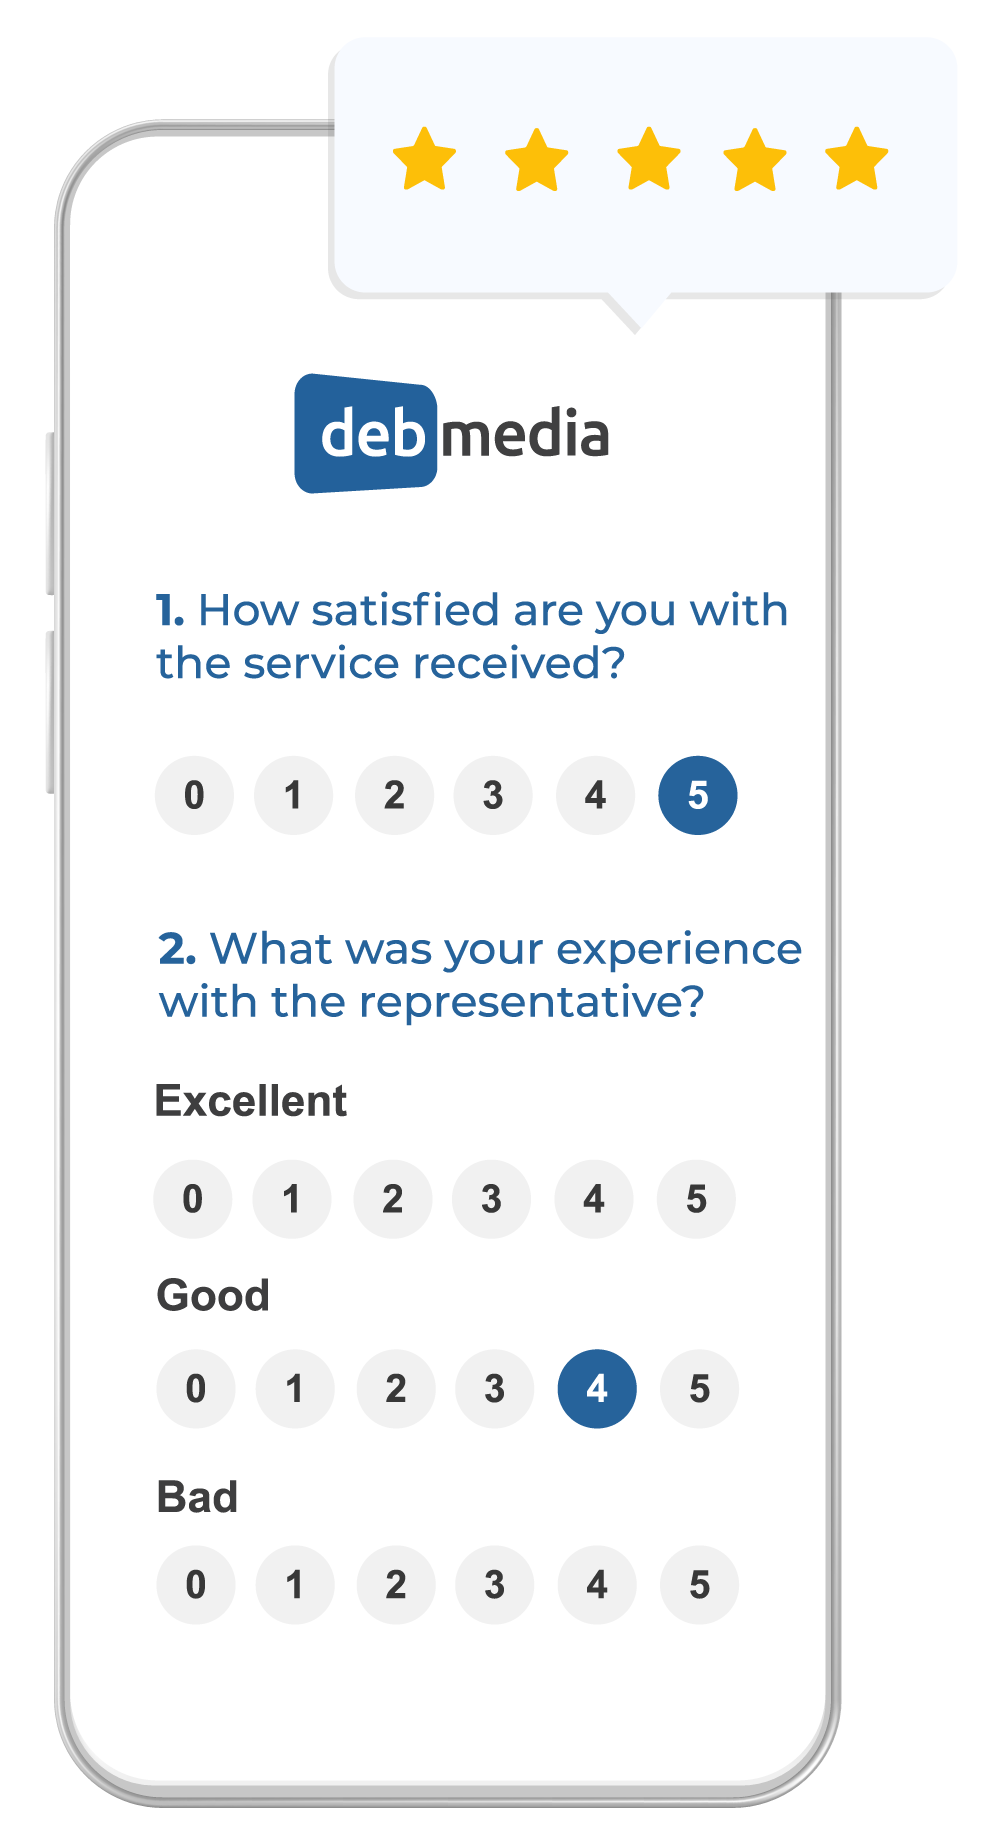 debmedia
1. How satisfied are you with
the service received?
0 1 2 3 4 5
2. What was your experience
with the representative?
Excellent
0 1 2 3 4 5
Good
0 1 2 3 4 5
Bad
0 1 2 3 4 5